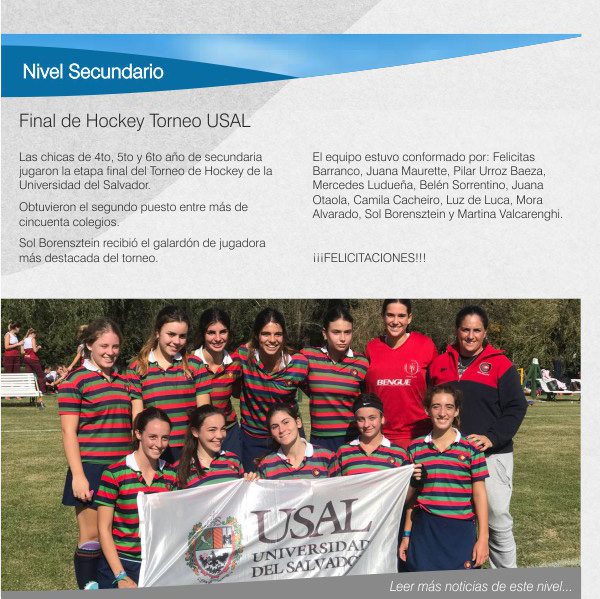 Nivel Secundario
Final de Hockey Torneo USAL
Las chicas de 4to, 5to y 6to año de secundaria
jugaron la etapa final del Torneo de Hockey de la
Universidad del Salvador.
Obtuvieron el segundo puesto entre más de
cincuenta colegios.
Sol Borensztein recibió el galardón de jugadora
más destacada del torneo.
El equipo estuvo conformado por: Felicitas
Barranco, Juana Maurette, Pilar Urroz Baeza,
Mercedes Ludueña, Belén Sorrentino, Juana
Otaola, Camila Cacheiro, Luz de Luca, Mora
Alvarado, Sol Borensztein y Martina Valcarenghi.
¡¡¡FELICITACIONES!!!
BENGUE
USAL
UNIVERSIDAD
DEL SALVADOR
Leer más noticias de este nivel...